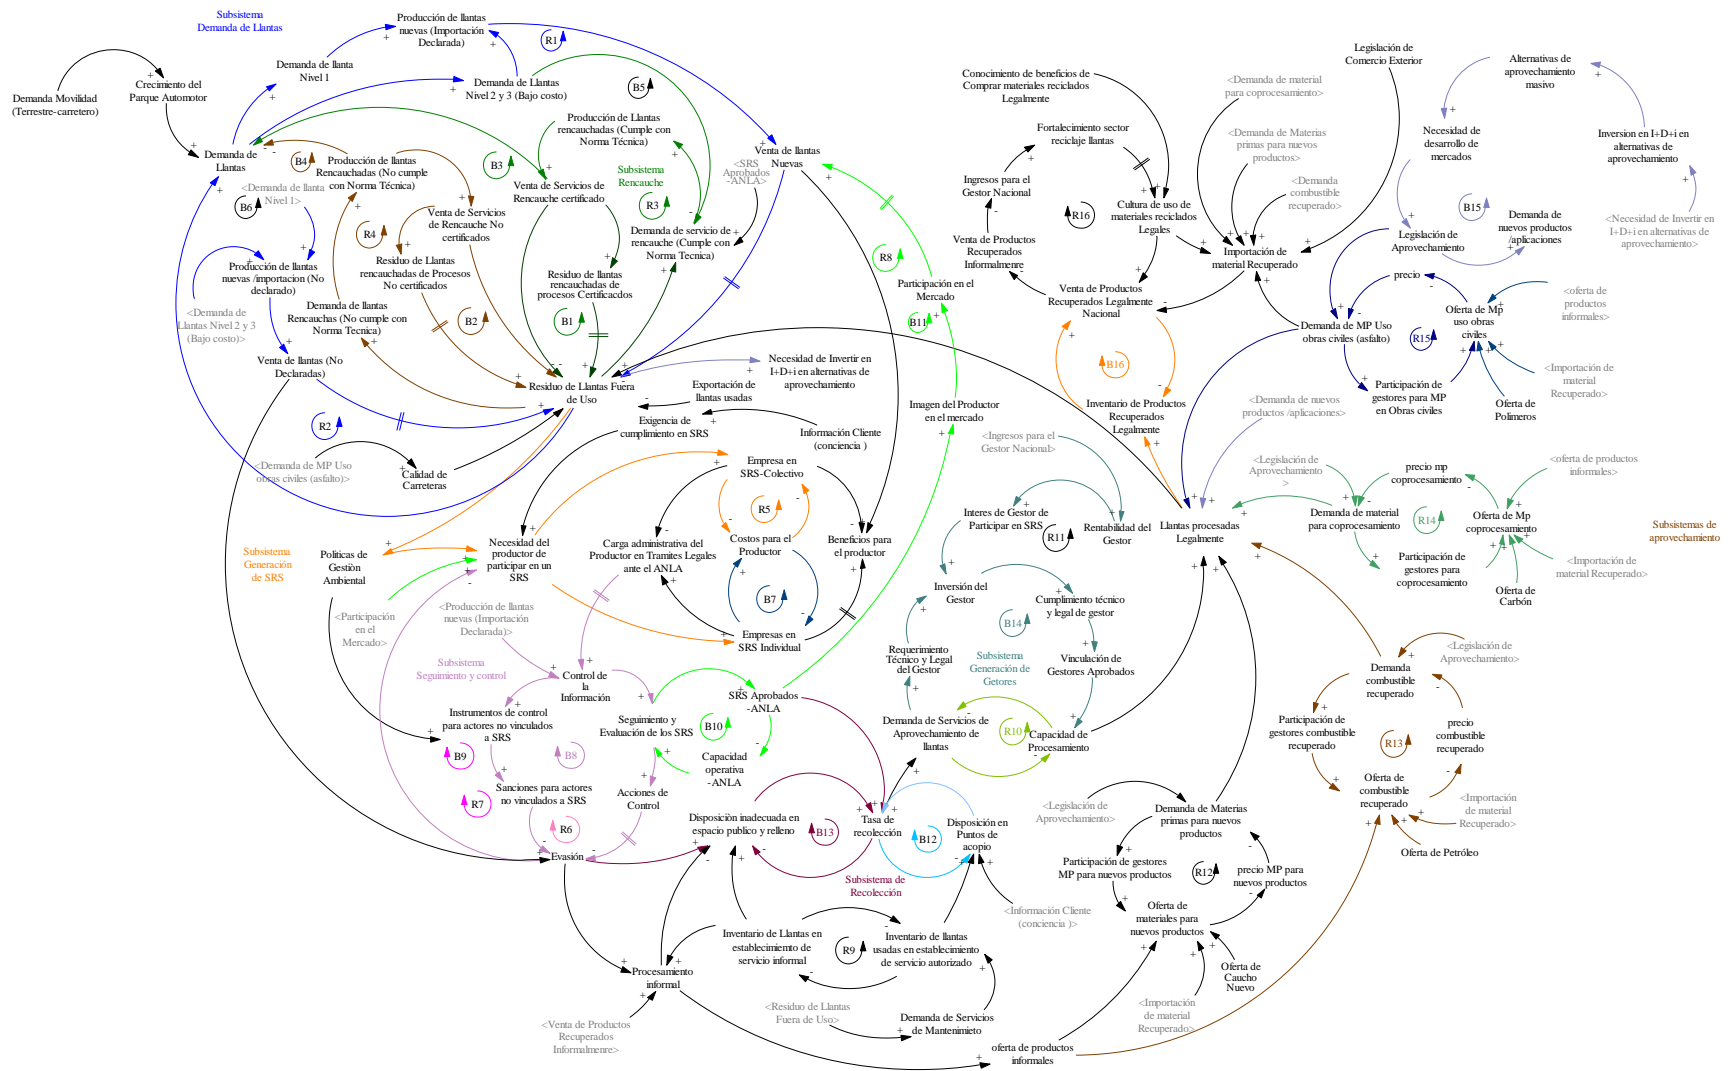 Subsistema
Demanda de Llantas
Producción de llantas
nuevas (Importación
Declarada)
R1
Demanda de llanta
Nivel 1
Demanda de Llantas
Nivel 2 y 3 (Bajo costo)
Demanda Movilidad
(Terrestre-carretero)
Crecimiento del
Parque Automotor
B5
Producción de Llantas
rencauchadas (Cumple con
Norma Técnica)
Demanda de
Llantas
B4
Producción de llantas
Rencauchadas (No cumple
con Norma Técnica)
B3
Venta de llantas
Nuevas
<SRS
Aprobados
-ANLA>
Subsistema
Rencauche
R3
<Demanda de llanta
Nivel 1>
B6
Venta de Servicios de
Rencauche certificado
Venta de Servicios
de Rencauche No
certificados
R4
Demanda de servicio de
rencauche (Cumple con
Norma Tecnica)
Producción de llantas
nuevas /importacion (No
declarado)
Residuo de Llantas
rencauchadas de Procesos
No certificados
Residuo de llantas
rencauchadas de
procesos Certificacdos
Demanda de llantas
Rencauchas (No cumple con
Norma Tecnica)
B2
B1
<Demanda de
Llantas Nivel 2 y 3
(Bajo costo)>
Venta de llantas (No
Declaradas)
Residuo de Llantas Fuera
de Uso
Necesidad de Invertir en
I+D+i en alternativas de
aprovechamiento
Exportación de
llantas usadas
R2
Exigencia de
cumplimiento en SRS
Información Cliente
(conciencia )
<Demanda de MP Uso
obras civiles (asfalto)>
Calidad de
Carreteras
R8
Participación en el
Mercado
B11
Imagen del Productor
en el mercado
Conocimiento de beneficios de
Comprar materiales reciclados
Legalmente
Fortalecimiento sector
reciclaje llantas
Ingresos para el
Gestor Nacional
R16
Cultura de uso de
materiales reciclados
Legales
Venta de Productos
Recuperados
Informalmenre
Venta de Productos
Recuperados Legalmente
Nacional
B16
Inventario de Productos
Recuperados
Legalmente
Legislación de
Comercio Exterior
<Demanda de material
para coprocesamiento>
<Demanda de Materias
primas para nuevos
productos>
<Demanda
combustible
recuperado>
Importación de
material Recuperado
Alternativas de
aprovechamiento
masivo
Necesidad de
desarrollo de
mercados
Inversion en I+D+i en
alternativas de
aprovechamiento
B15
Legislación de
Aprovechamiento
Demanda de
nuevos productos
/aplicaciones
<Necesidad de Invertir en
I+D+i en alternativas de
aprovechamiento>
precio
<oferta de
productos
informales>
Oferta de Mp
uso obras
civiles
R15
Demanda de MP Uso
obras civiles (asfalto)
<Importación de
material
Recuperado>
Participación de
gestores para MP
en Obras civiles
Oferta de
Polimeros
<Demanda de nuevos
productos /aplicaciones>
<Ingresos para el
Gestor Nacional>
<Legislación de
Aprovechamiento
>
precio mp
coprocesamiento
<oferta de productos
informales>
Demanda de material
para coprocesamiento
R14
Oferta de Mp
coprocesamiento
Subsistemas de
aprovechamiento
Participación de
gestores para
coprocesamiento
<Importación de
material Recuperado>
Oferta de
Carbón
Empresa en
SRS-Colectivo
R5
Costos para el
Productor
Beneficios para
el productor
Carga administrativa del
Productor en Tramites Legales
ante el ANLA
B7
Empresas en
SRS Individual
Subsistema
Generación
de SRS
Politicas de
Gestiòn
Ambiental
Necesidad del
productor de
participar en un
SRS
<Participación
en el
Mercado>
<Producción de llantas
nuevas (Importación
Declarada)>
Subsistema
Seguimiento y control
Control de
la
Información
Instrumentos de control
para actores no vinculados
a SRS
B9
B8
Seguimiento y
Evaluación de los SRS
B10
SRS Aprobados
-ANLA
Capacidad
operativa
-ANLA
R7
Sanciones para actores
no vinculados a SRS
R6
Acciones de
Control
Evasión
Interes de Gestor de
Participar en SRS
R11
Rentabilidad del
Gestor
Llantas procesadas
Legalmente
Inversión del
Gestor
Cumplimiento técnico
y legal de gestor
B14
Requerimiento
Técnico y Legal
del Gestor
Subsistema
Generación de
Getores
Vinculación de
Gestores Aprobados
Demanda de Servicios de
Aprovechamiento de
llantas
R10
Capacidad de
Procesamiento
Disposiciòn inadecuada en
espacio publico y relleno
B13
Tasa de
recolección
B12
Disposición en
Puntos de
acopio
Subsistema de
Recolección
<Información Cliente
(conciencia )>
Inventario de Llantas en
establecimiemto de
servicio informal
R9
Inventario de llantas
usadas en establecimiento
de servicio autorizado
Procesamiento
informal
<Residuo de Llantas
Fuera de Uso>
Demanda de Servicios
de Mantenimieto
<Venta de Productos
Recuperados
Informalmenre>
oferta de productos
informales
<Legislación de
Aprovechamiento>
Demanda de Materias
primas para nuevos
productos
Participación de gestores
MP para nuevos productos
R12
precio MP para
nuevos productos
Oferta de
materiales para
nuevos productos
Oferta de
Caucho
Nuevo
<Importación
de material
Recuperado>
<Legislación de
Aprovechamiento>
Demanda
combustible
recuperado
Participación de
gestores combustible
recuperado
R13
precio
combustible
recuperado
Oferta de
combustible
recuperado
<Importación
de material
Recuperado>
Oferta de Petróleo